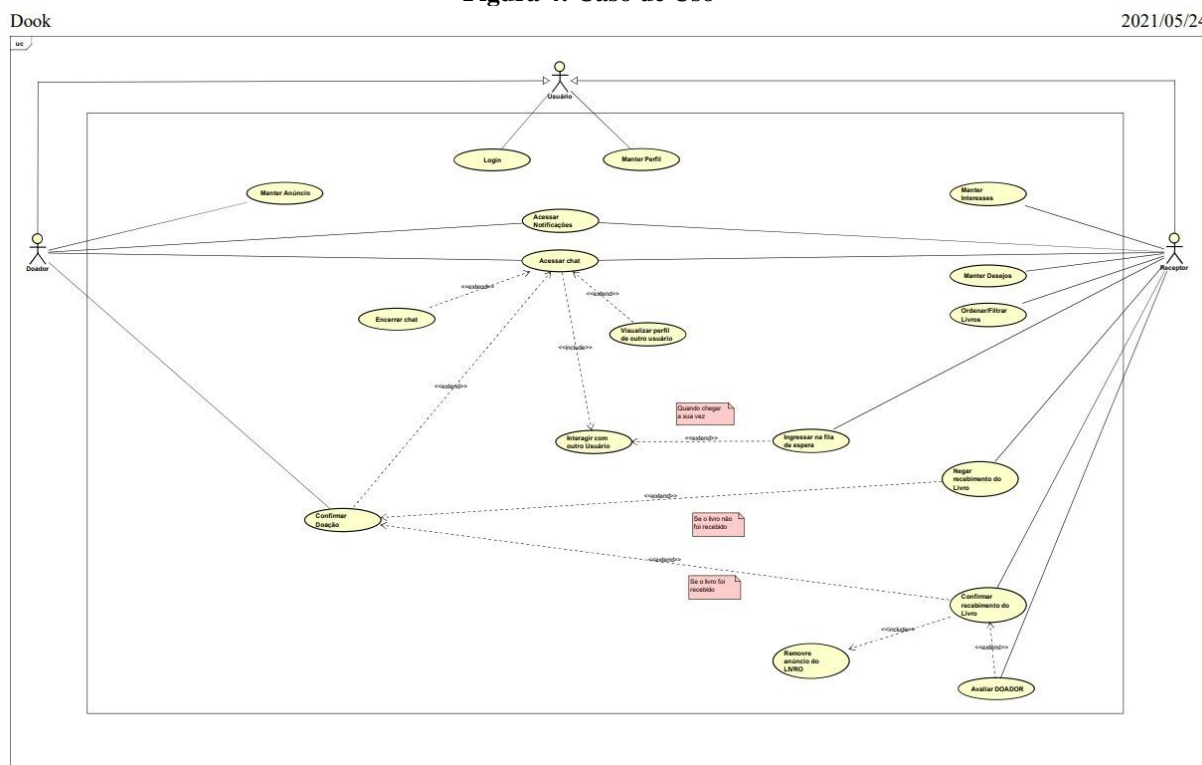 Figura 4: Caso de Uso
Dook
2021/05/24
uc
Usuário
Login
Manter Perfil
Manter Anúncio
Manter
Interesses
Acessar
Notificações
Doador
Acessar chat
Receptor
Manter Desejos
<<extend>>
<<extend>>
Encerrar chat
Ordenar/Filtrar
Livros
Visualizar perfil
de outro usuário
<<include>>
<<extend>>
Quando chegar
a sua vez
Interagir com
outro Usuário
<<extend>>
Ingressar na fila
de espera
Negar
recebimento do
Livro
<<extend>>
Confirmar
Doação
Se o livro não
foi recebido
<<extend>>
Se o livro foi
recebido
Confirmar
recebimento do
Livro
<<include>>
<<extend>>
Removre
anúncio do
LIVRO
Avaliar DOADOR